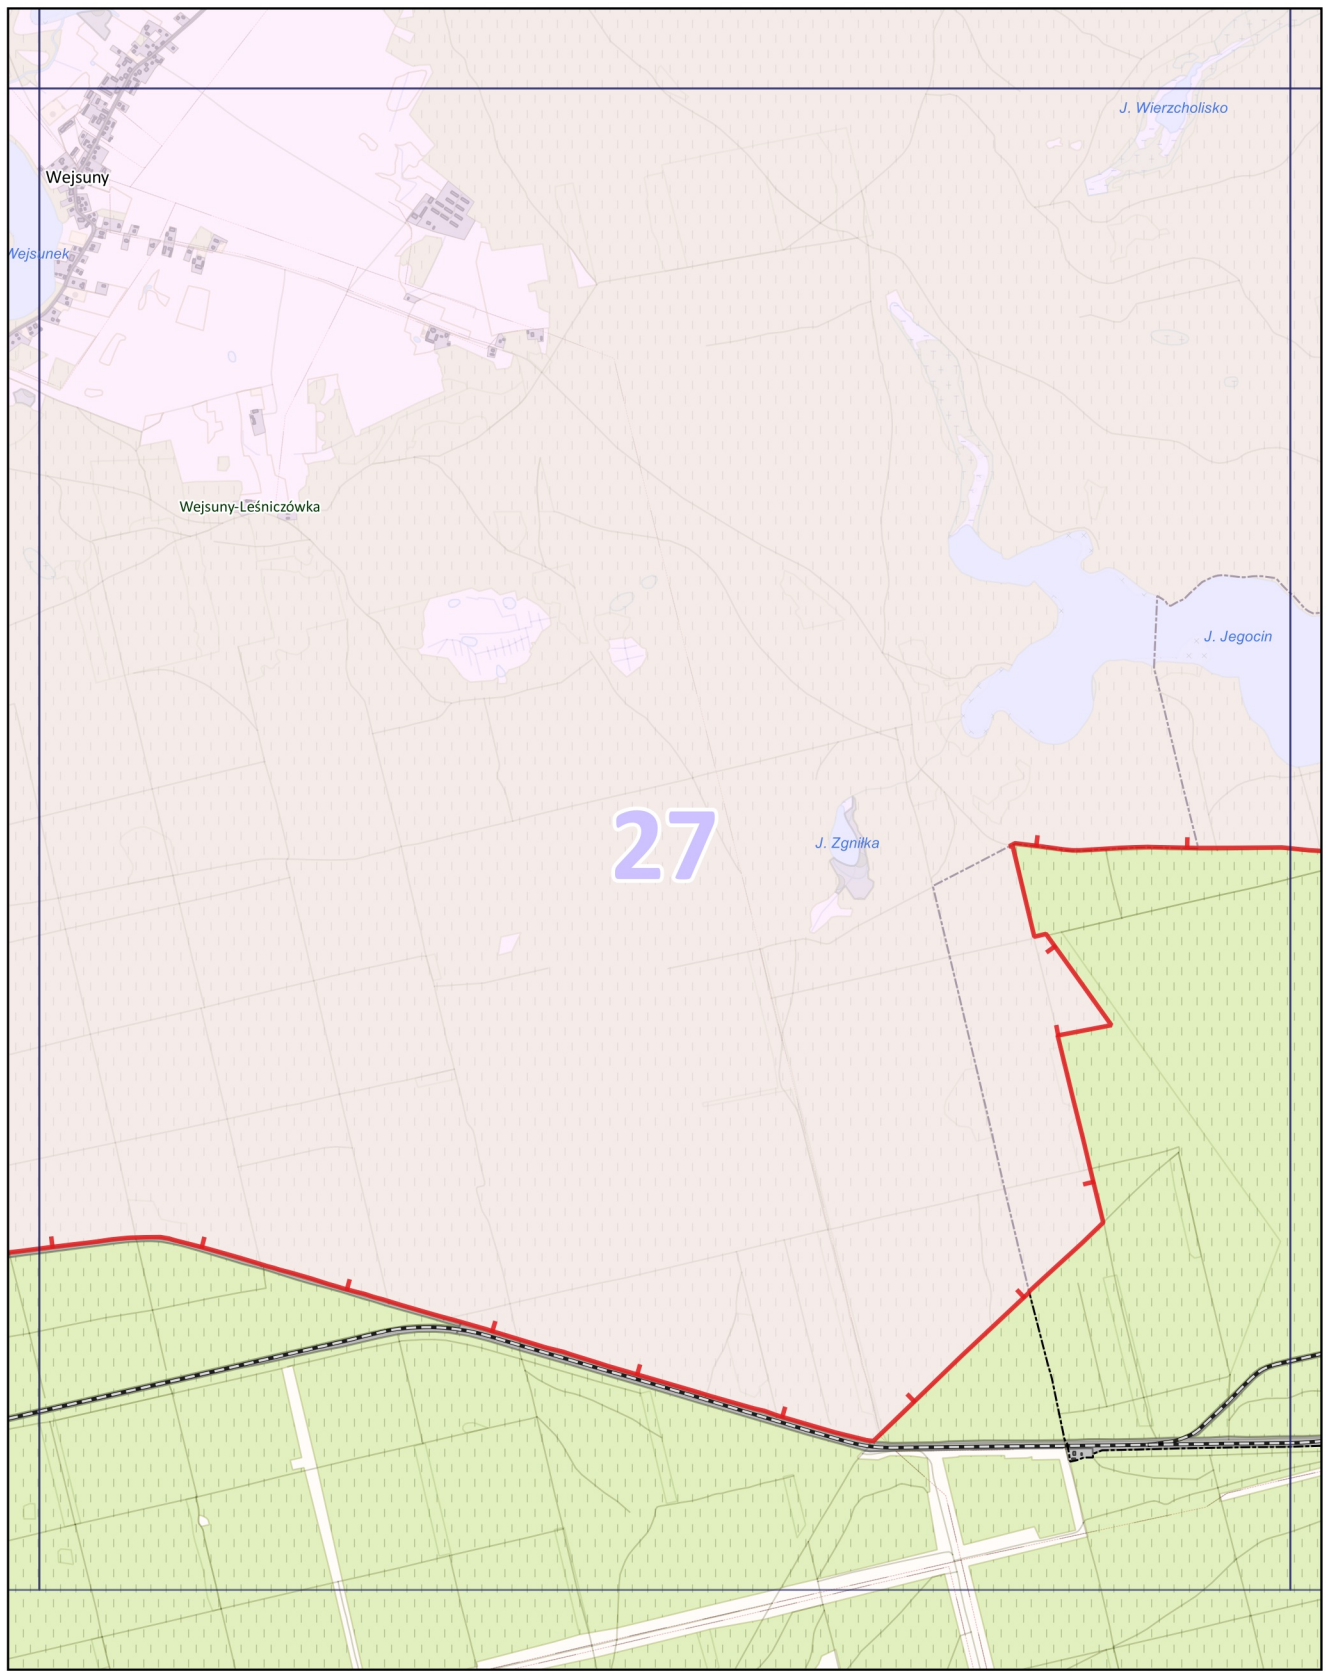 J. Wierzcholisko
Wejsuny
Wejsunek
Wejsuny-Leśniczówka
J. Jegocin
27
J. Zgniłka